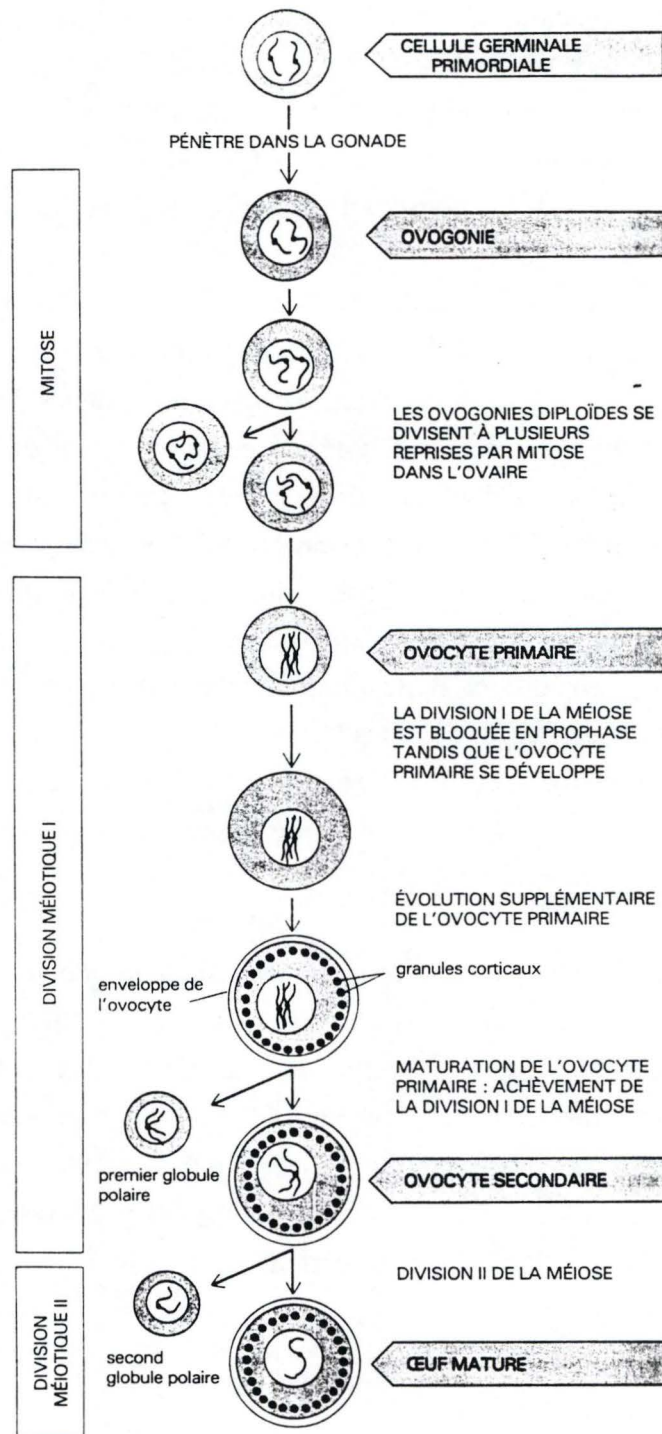 CELLULE GERMINALE
PRIMORDIALE
PÉNÈTRE DANS LA GONADE
OVOGONIE
MITOSE
LES OVOGONIES DIPLOÏDES SE
DIVISENT À PLUSIEURS
REPRISES PAR MITOSE
DANS L'OVAIRE
OVOCYTE PRIMAIRE
LA DIVISION I DE LA MÉIOSE
EST BLOQUÉE EN PROPHASE
TANDIS QUE L'OVOCYTE
PRIMAIRE SE DÉVELOPPE
DIVISION MÉIOTIQUE I
ÉVOLUTION SUPPLÉMENTAIRE
DE L'OVOCYTE PRIMAIRE
enveloppe de
l'ovocyte
granules corticaux
MATURATION DE L'OVOCYTE
PRIMAIRE : ACHÈVEMENT DE
LA DIVISION I DE LA MÉIOSE
premier globule
polaire
OVOCYTE SECONDAIRE
DIVISION II DE LA MÉIOSE
DIVISION
MÉIOTIQUE II
second
globule polaire
ŒUF MATURE